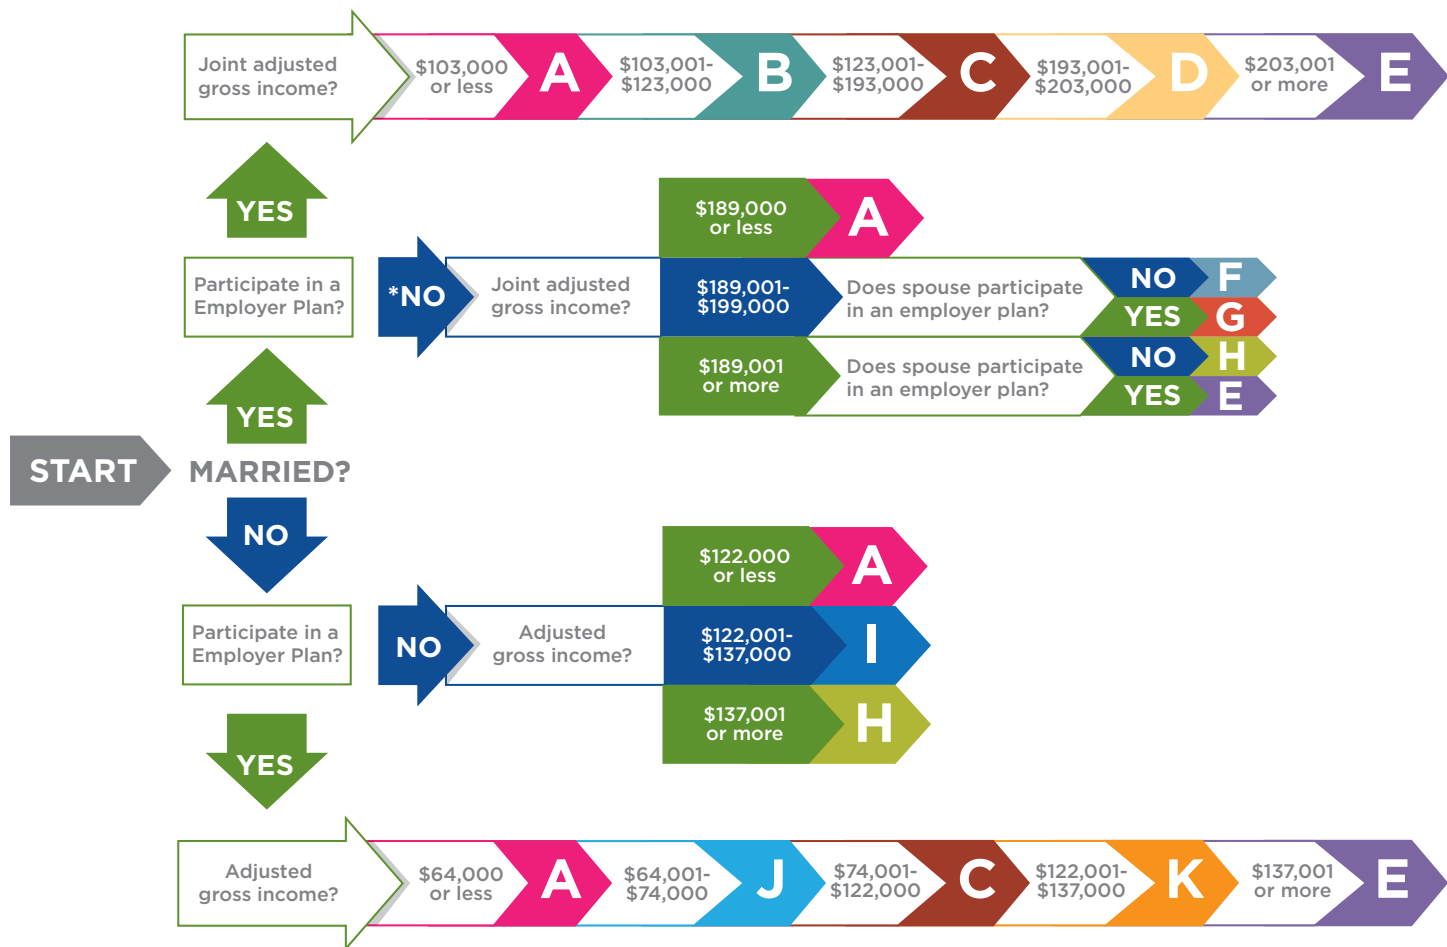 Joint adjusted
gross income?
$103,000
or less
A
$103,001-
$123,000
B
$123,001-
$193,000
C
$193,001-
$203,000
D
$203,001
or more
E
YES
Participate in a
Employer Plan?
*NO
Joint adjusted
gross income?
$189,000
or less
A
$189,001-
$199,000
Does spouse participate
in an employer plan?
NO
F
YES
G
$189,001
or more
Does spouse participate
in an employer plan?
NO
H
YES
E
YES
START
MARRIED?
NO
Participate in a
Employer Plan?
NO
Adjusted
gross income?
$122.000
or less
A
$122,001-
$137,000
I
$137,001
or more
H
YES
Adjusted
gross income?
$64,000
or less
A
$64,001-
$74,000
J
$74,001-
$122,000
C
$122,001-
$137,000
K
$137,001
or more
E